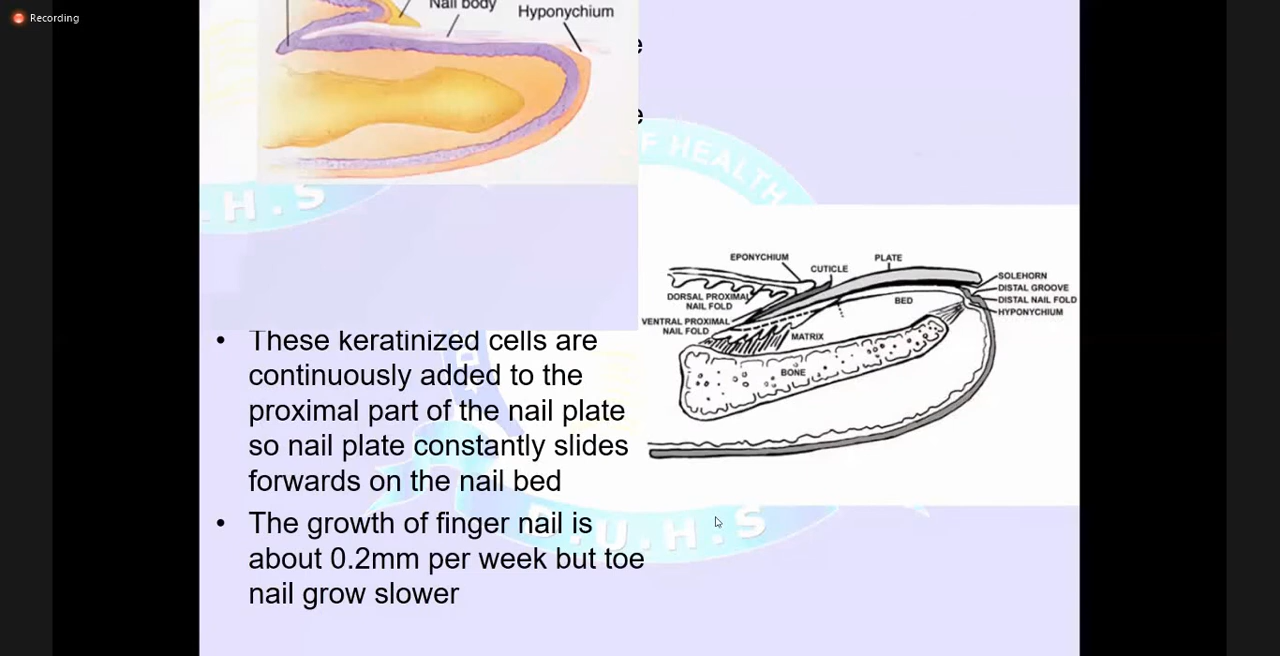 Recording
Nail body
Hyponychium
e
e
F HEALTH
.H.S
EPONYCHIUM
CUTICLE
PLATE
SOLEHORN
DISTAL GROOVE
DISTAL NAIL FOLD
HYPONYCHIUM
DORSAL PROXIMAL
NAIL FOLD
BED
VENTRAL PROXIMAL
NAIL FOLD
MATRIX
BONE
• These keratinized cells are
continuously added to the
proximal part of the nail plate
so nail plate constantly slides
forwards on the nail bed
• The growth of finger nail is
about 0.2mm per week but toe
nail grow slower
D.U.H.S